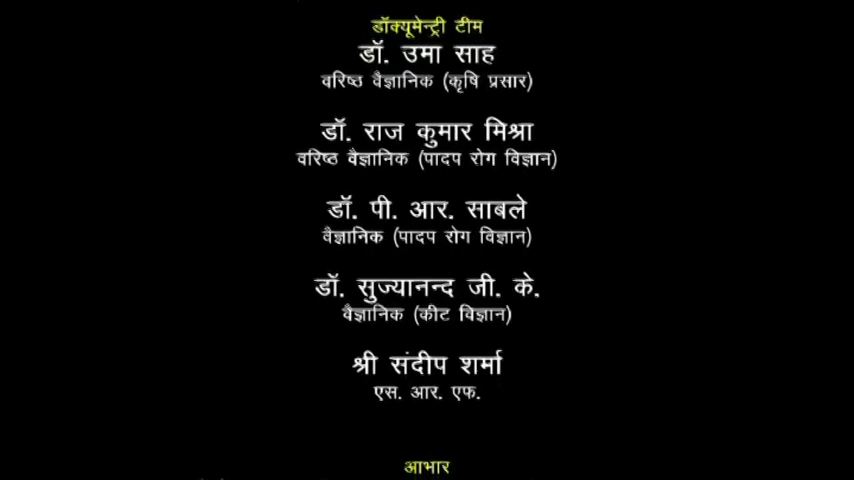 डॉक्यूमेन्ट्री टीम
डॉ. उमा साह
वरिष्ठ वैज्ञानिक (कृषि प्रसार)
डॉ. राज कुमार मिश्रा
वरिष्ठ वैज्ञानिक (पादप रोग विज्ञान)
डॉ. पी. आर. साबले
वैज्ञानिक (पादप रोग विज्ञान)
डॉ. सुज्यानन्द जी. के.
वैज्ञानिक (कीट विज्ञान)
श्री संदीप शर्मा
एस. आर. एफ.
आभार